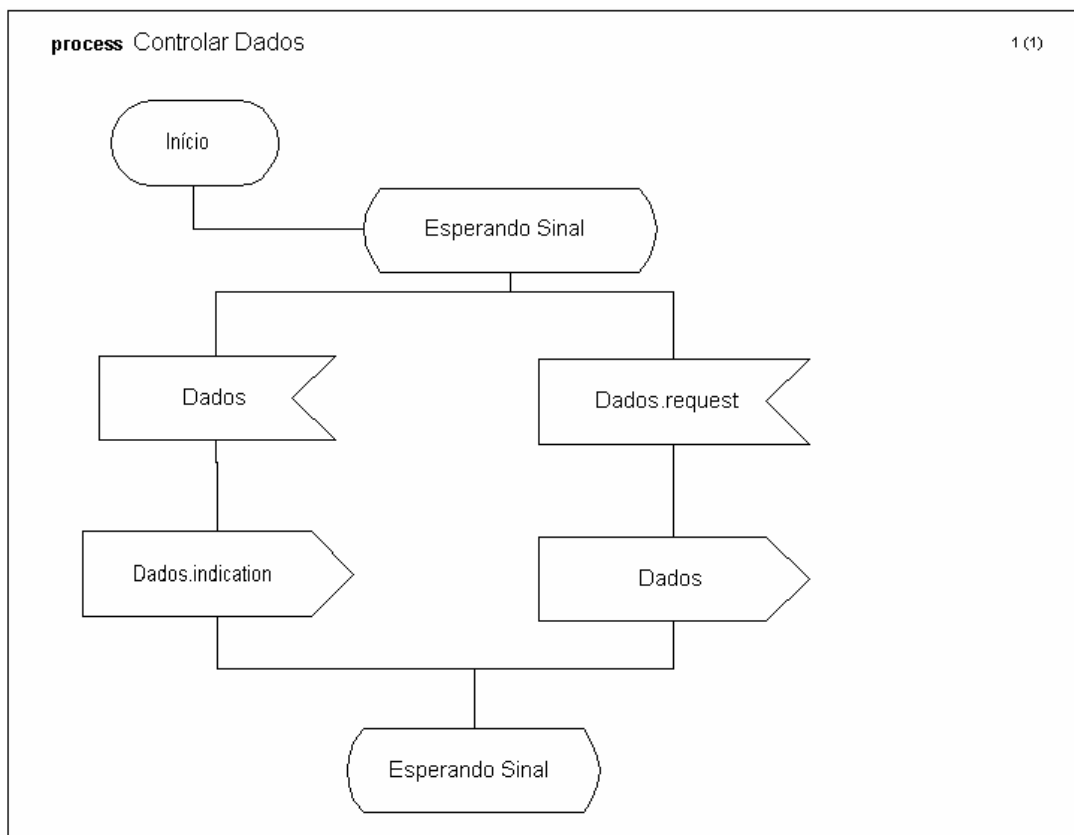 process Controlar Dados
1 (1)
Início
Esperando Sinal
Dados
Dados.request
Dados.indication
Dados
Esperando Sinal